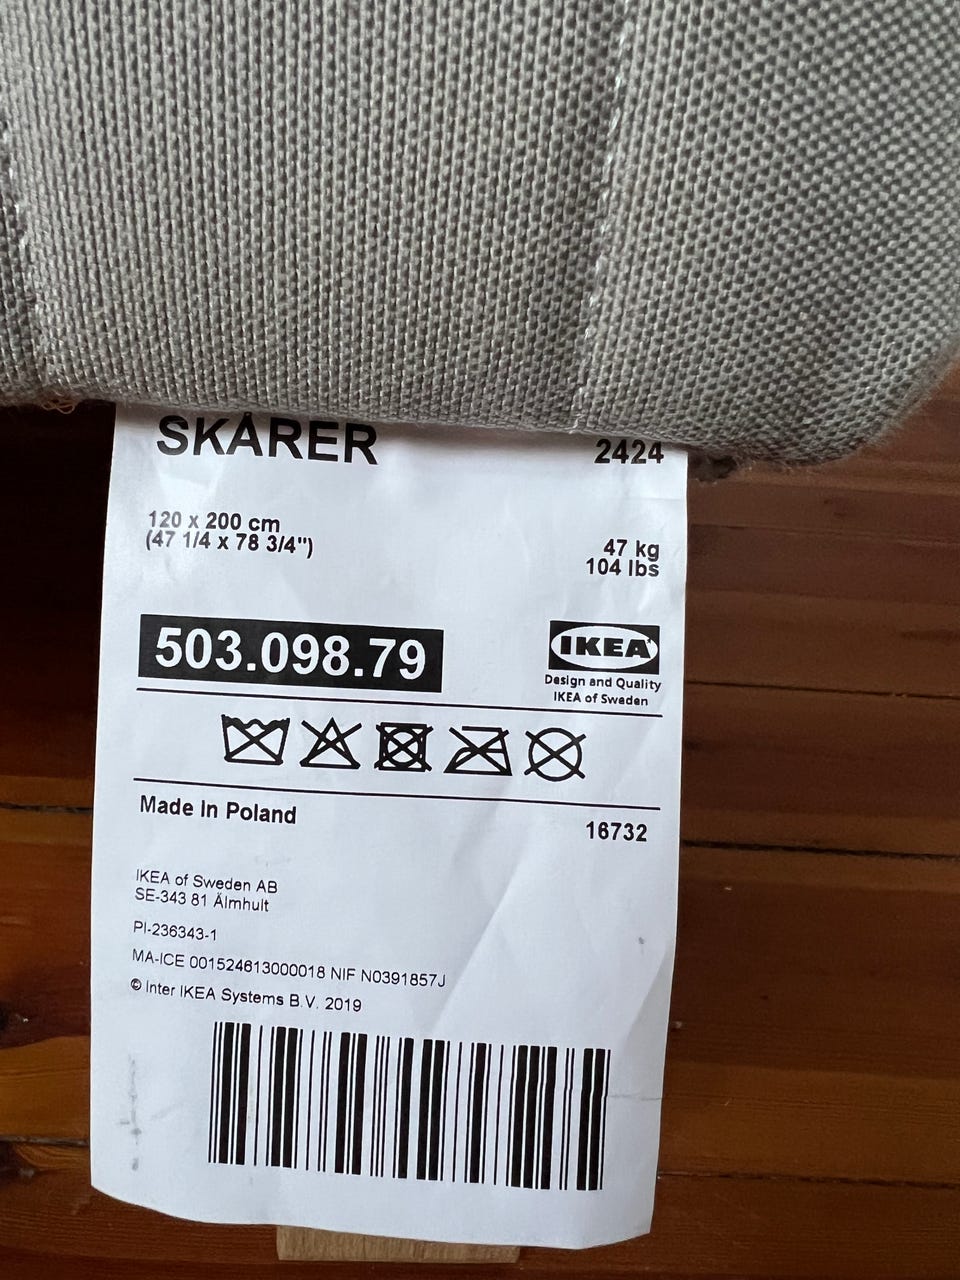 SKÅRER 2424
120 x 200 cm
(47 1/4 x 78 3/4")
47 kg
104 lbs
503.098.79
IKEA
Design and Quality
IKEA of Sweden
Made in Poland
16732
IKEA of Sweden AB
SE-343 81 Älmhult
PI-236343-1
MA-ICE 001524613000018 NIF N0391857J
© Inter IKEA Systems B.V. 2019